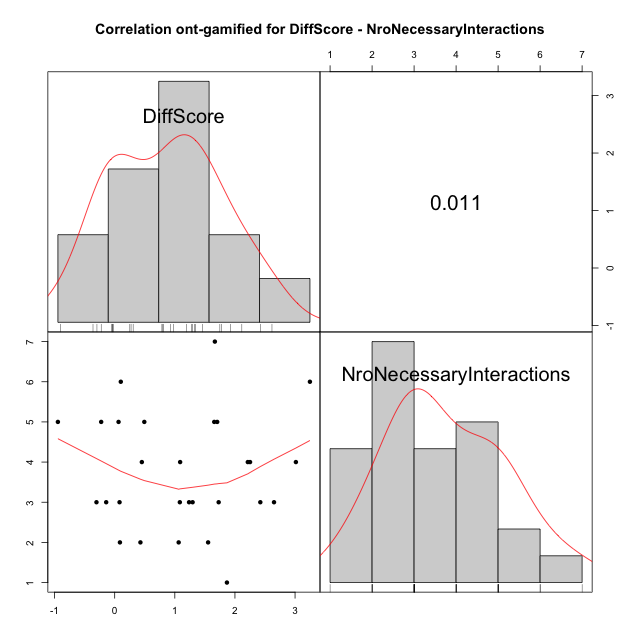 Correlation ont-gamified for DiffScore - NroNecessaryInteractions
1 2 3 4 5 6 7
DiffScore
0.011
3
2
1
0
-1
7
6
5
4
3
2
1
NroNecessaryInteractions
-1 0 1 2 3